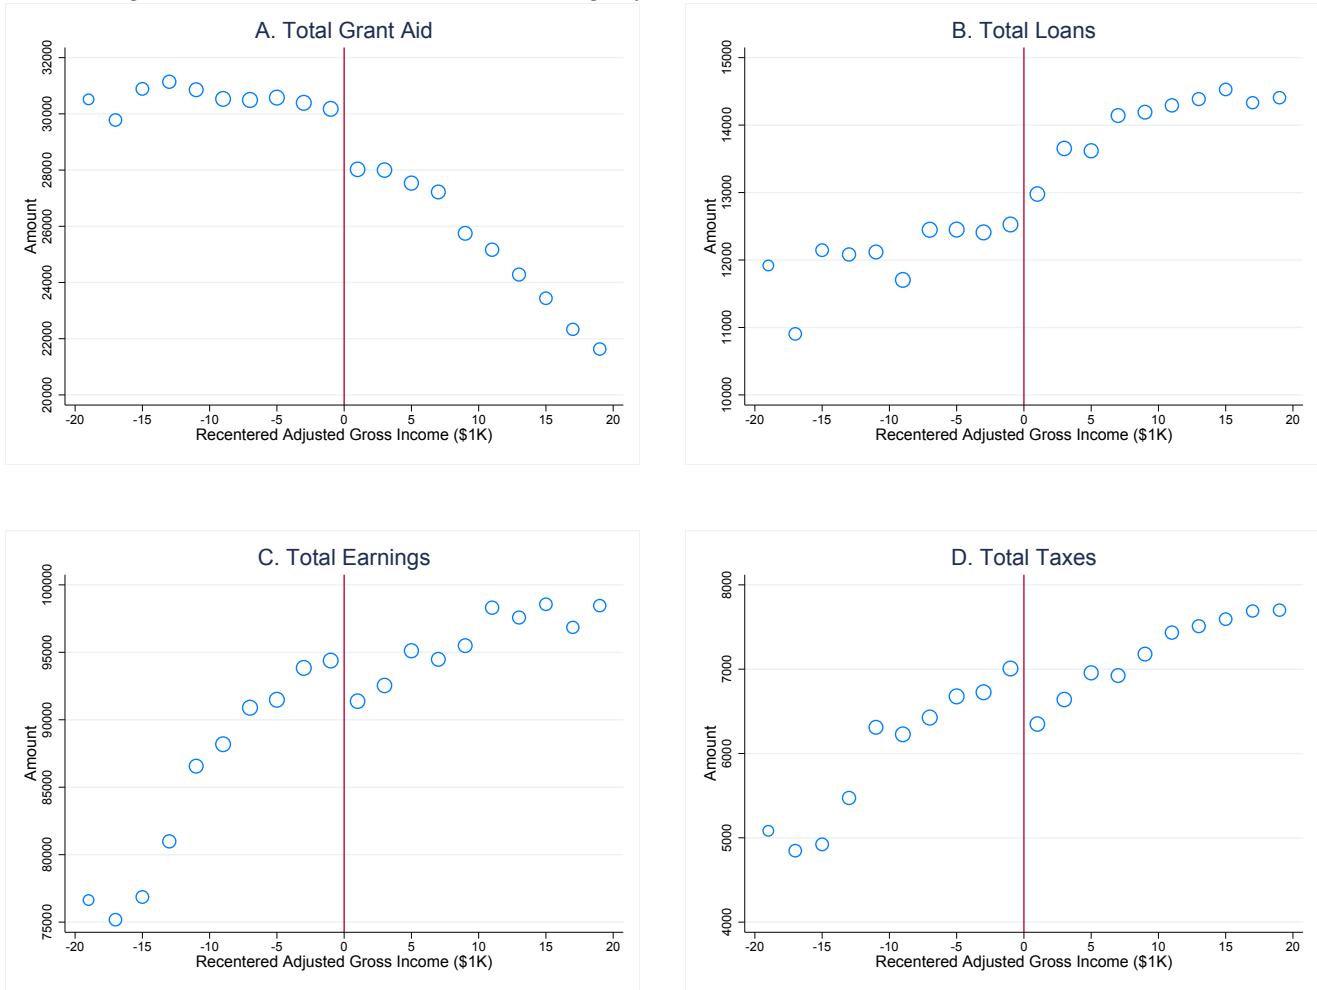 A. Total Grant Aid
32000
30000
28000
26000
24000
22000
20000
Amount
-20 -15 -10 -5 0 5 10 15 20
Recentered Adjusted Gross Income ($1K)
B. Total Loans
15000
14000
13000
12000
11000
10000
Amount
-20 -15 -10 -5 0 5 10 15 20
Recentered Adjusted Gross Income ($1K)
C. Total Earnings
100000
95000
90000
85000
80000
75000
Amount
-20 -15 -10 -5 0 5 10 15 20
Recentered Adjusted Gross Income ($1K)
D. Total Taxes
8000
7000
6000
5000
4000
Amount
-20 -15 -10 -5 0 5 10 15 20
Recentered Adjusted Gross Income ($1K)